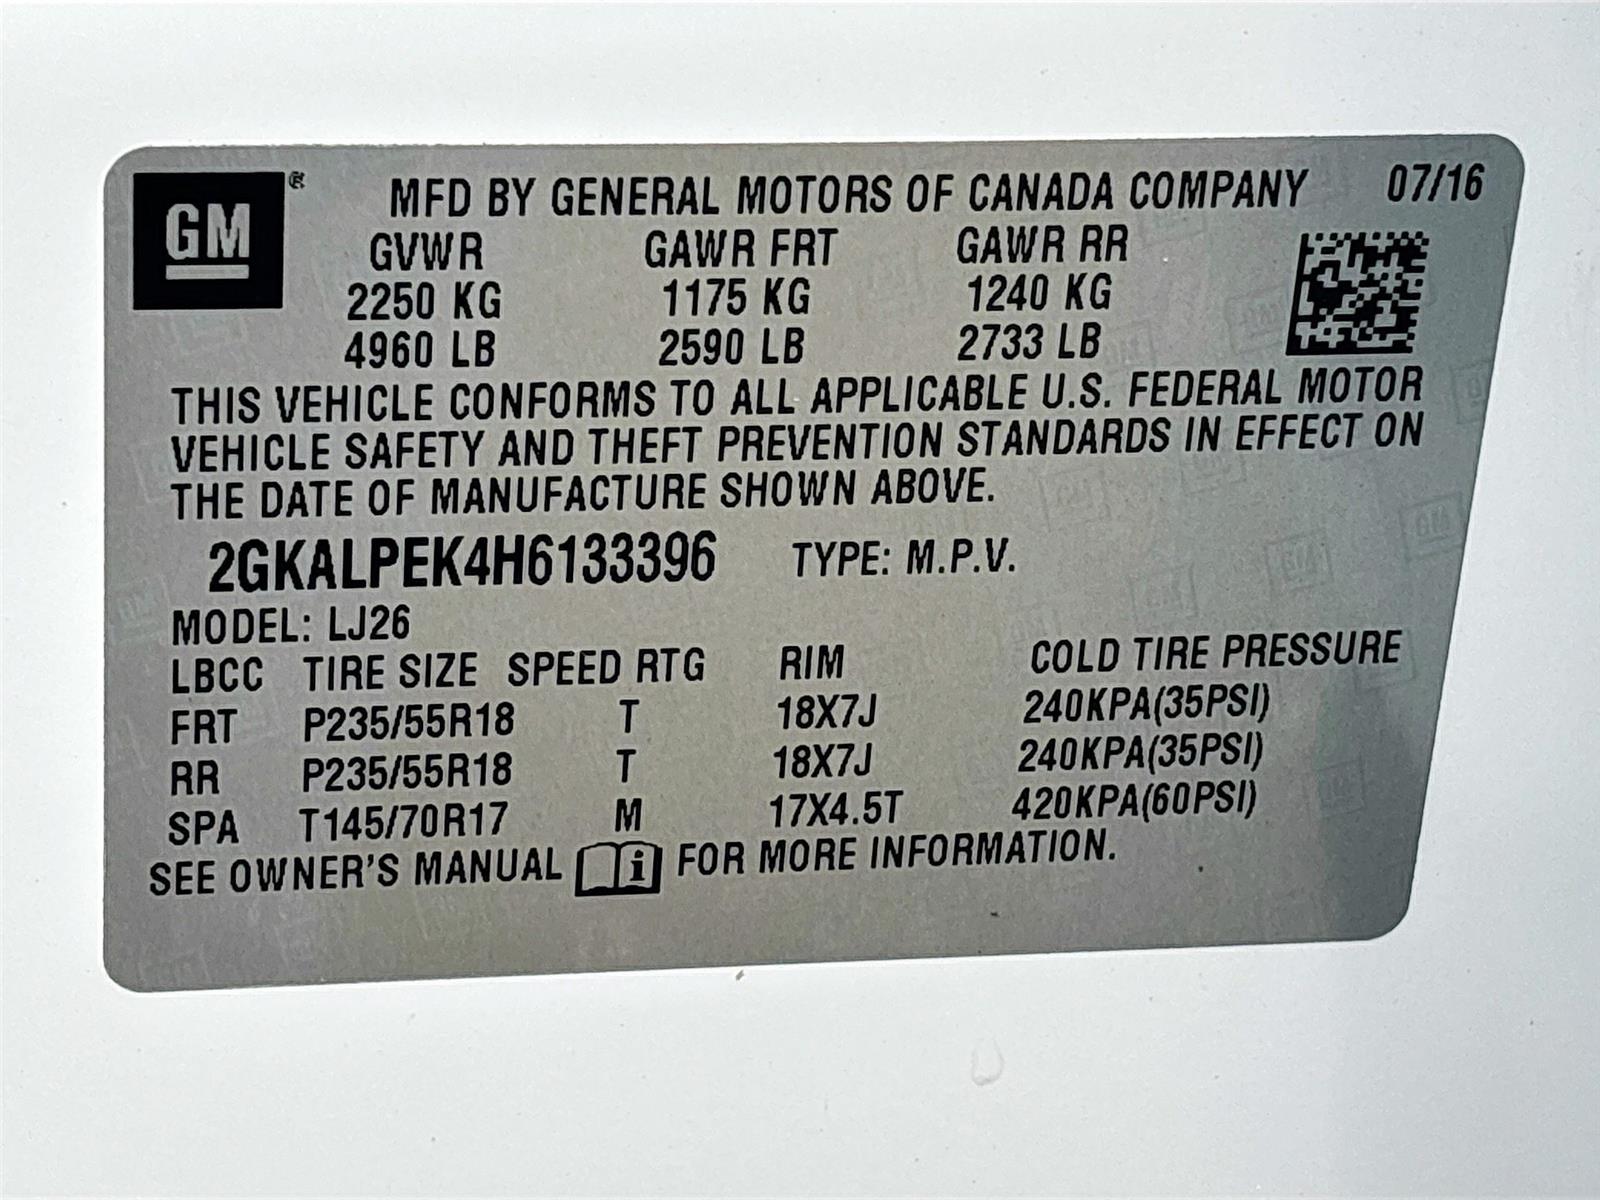 GM ® MFD BY GENERAL MOTORS OF CANADA COMPANY 07/16
GVWR GAWR FRT GAWR RR
2250 KG 1175 KG 1240 KG
4960 LB 2590 LB 2733 LB
THIS VEHICLE CONFORMS TO ALL APPLICABLE U.S. FEDERAL MOTOR
VEHICLE SAFETY AND THEFT PREVENTION STANDARDS IN EFFECT ON
THE DATE OF MANUFACTURE SHOWN ABOVE.
2GKALPEK4H6133396 TYPE: M.P.V.
MODEL: LJ26
LBCC TIRE SIZE SPEED RTG RIM COLD TIRE PRESSURE
FRT P235/55R18 T 18X7J 240KPA(35PSI)
RR P235/55R18 T 18X7J 240KPA(35PSI)
SPA T145/70R17 M 17X4.5T 420KPA(60PSI)
SEE OWNER'S MANUAL i FOR MORE INFORMATION.